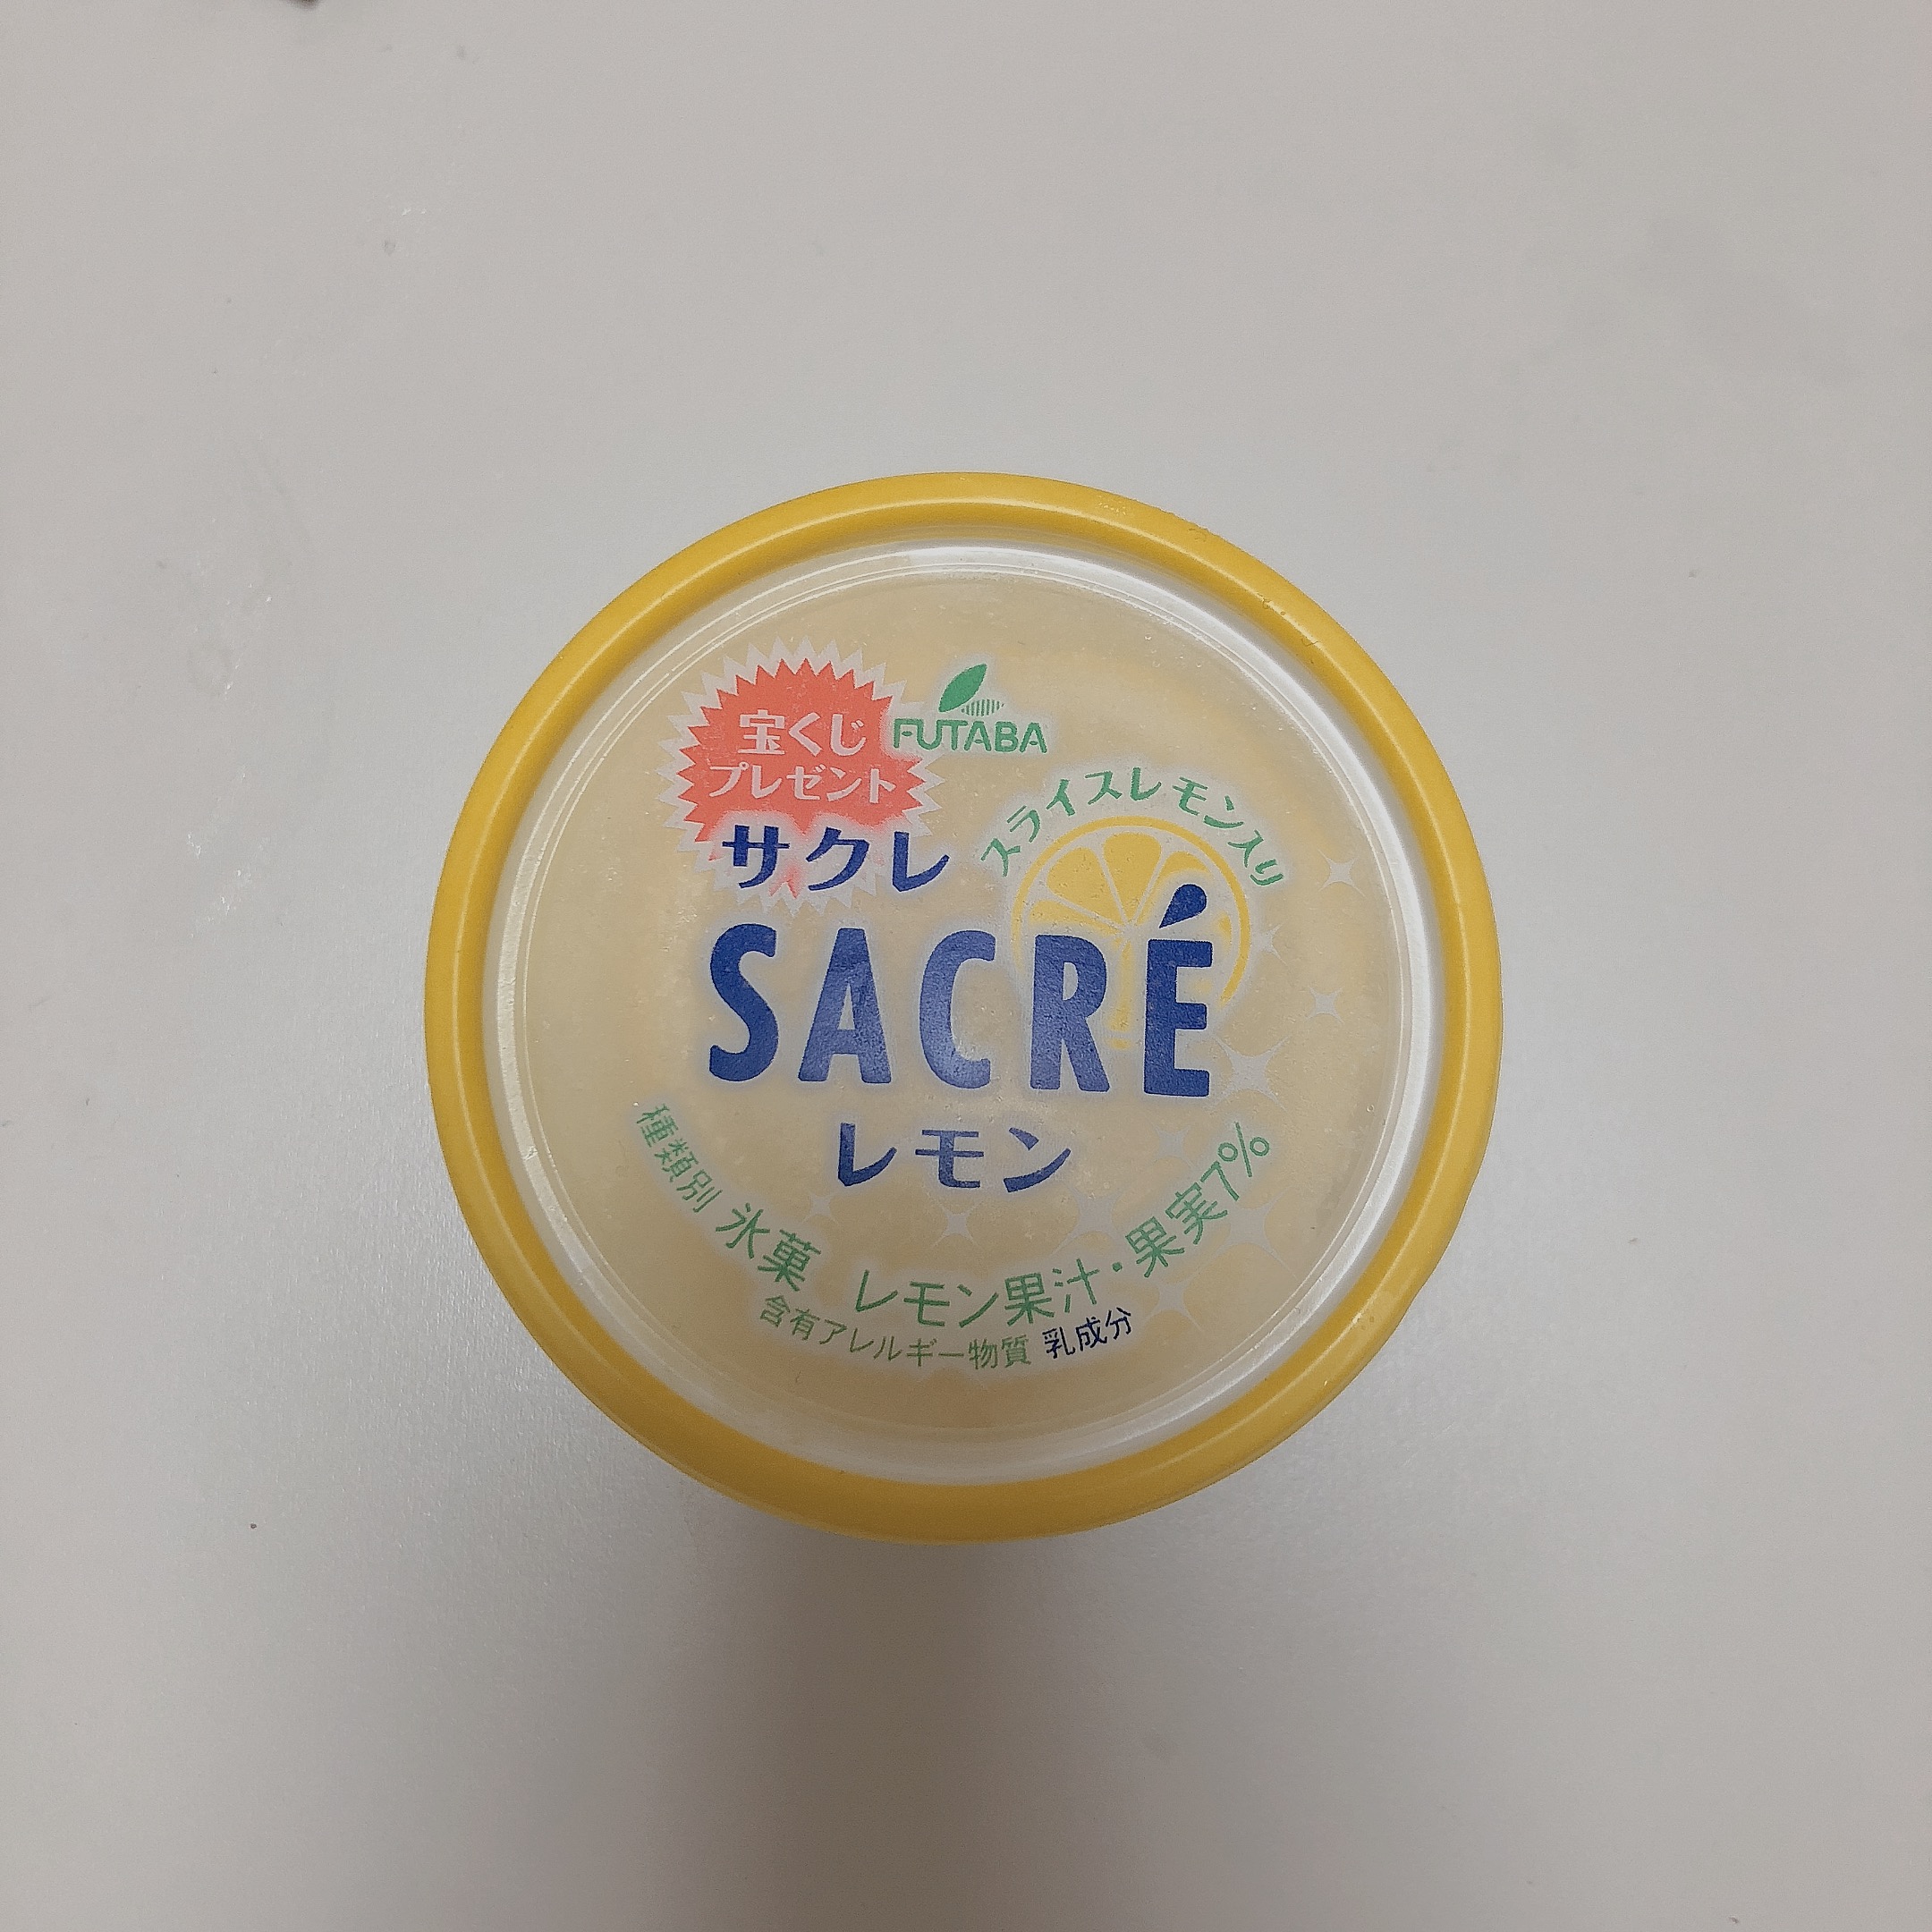 宝くじ
プレゼント
FUTABA
スライスレモン入り
サクレ
SACRÉ
レモン
種類別 氷菓 レモン果汁・果実7%
含有アレルギー物質 乳成分